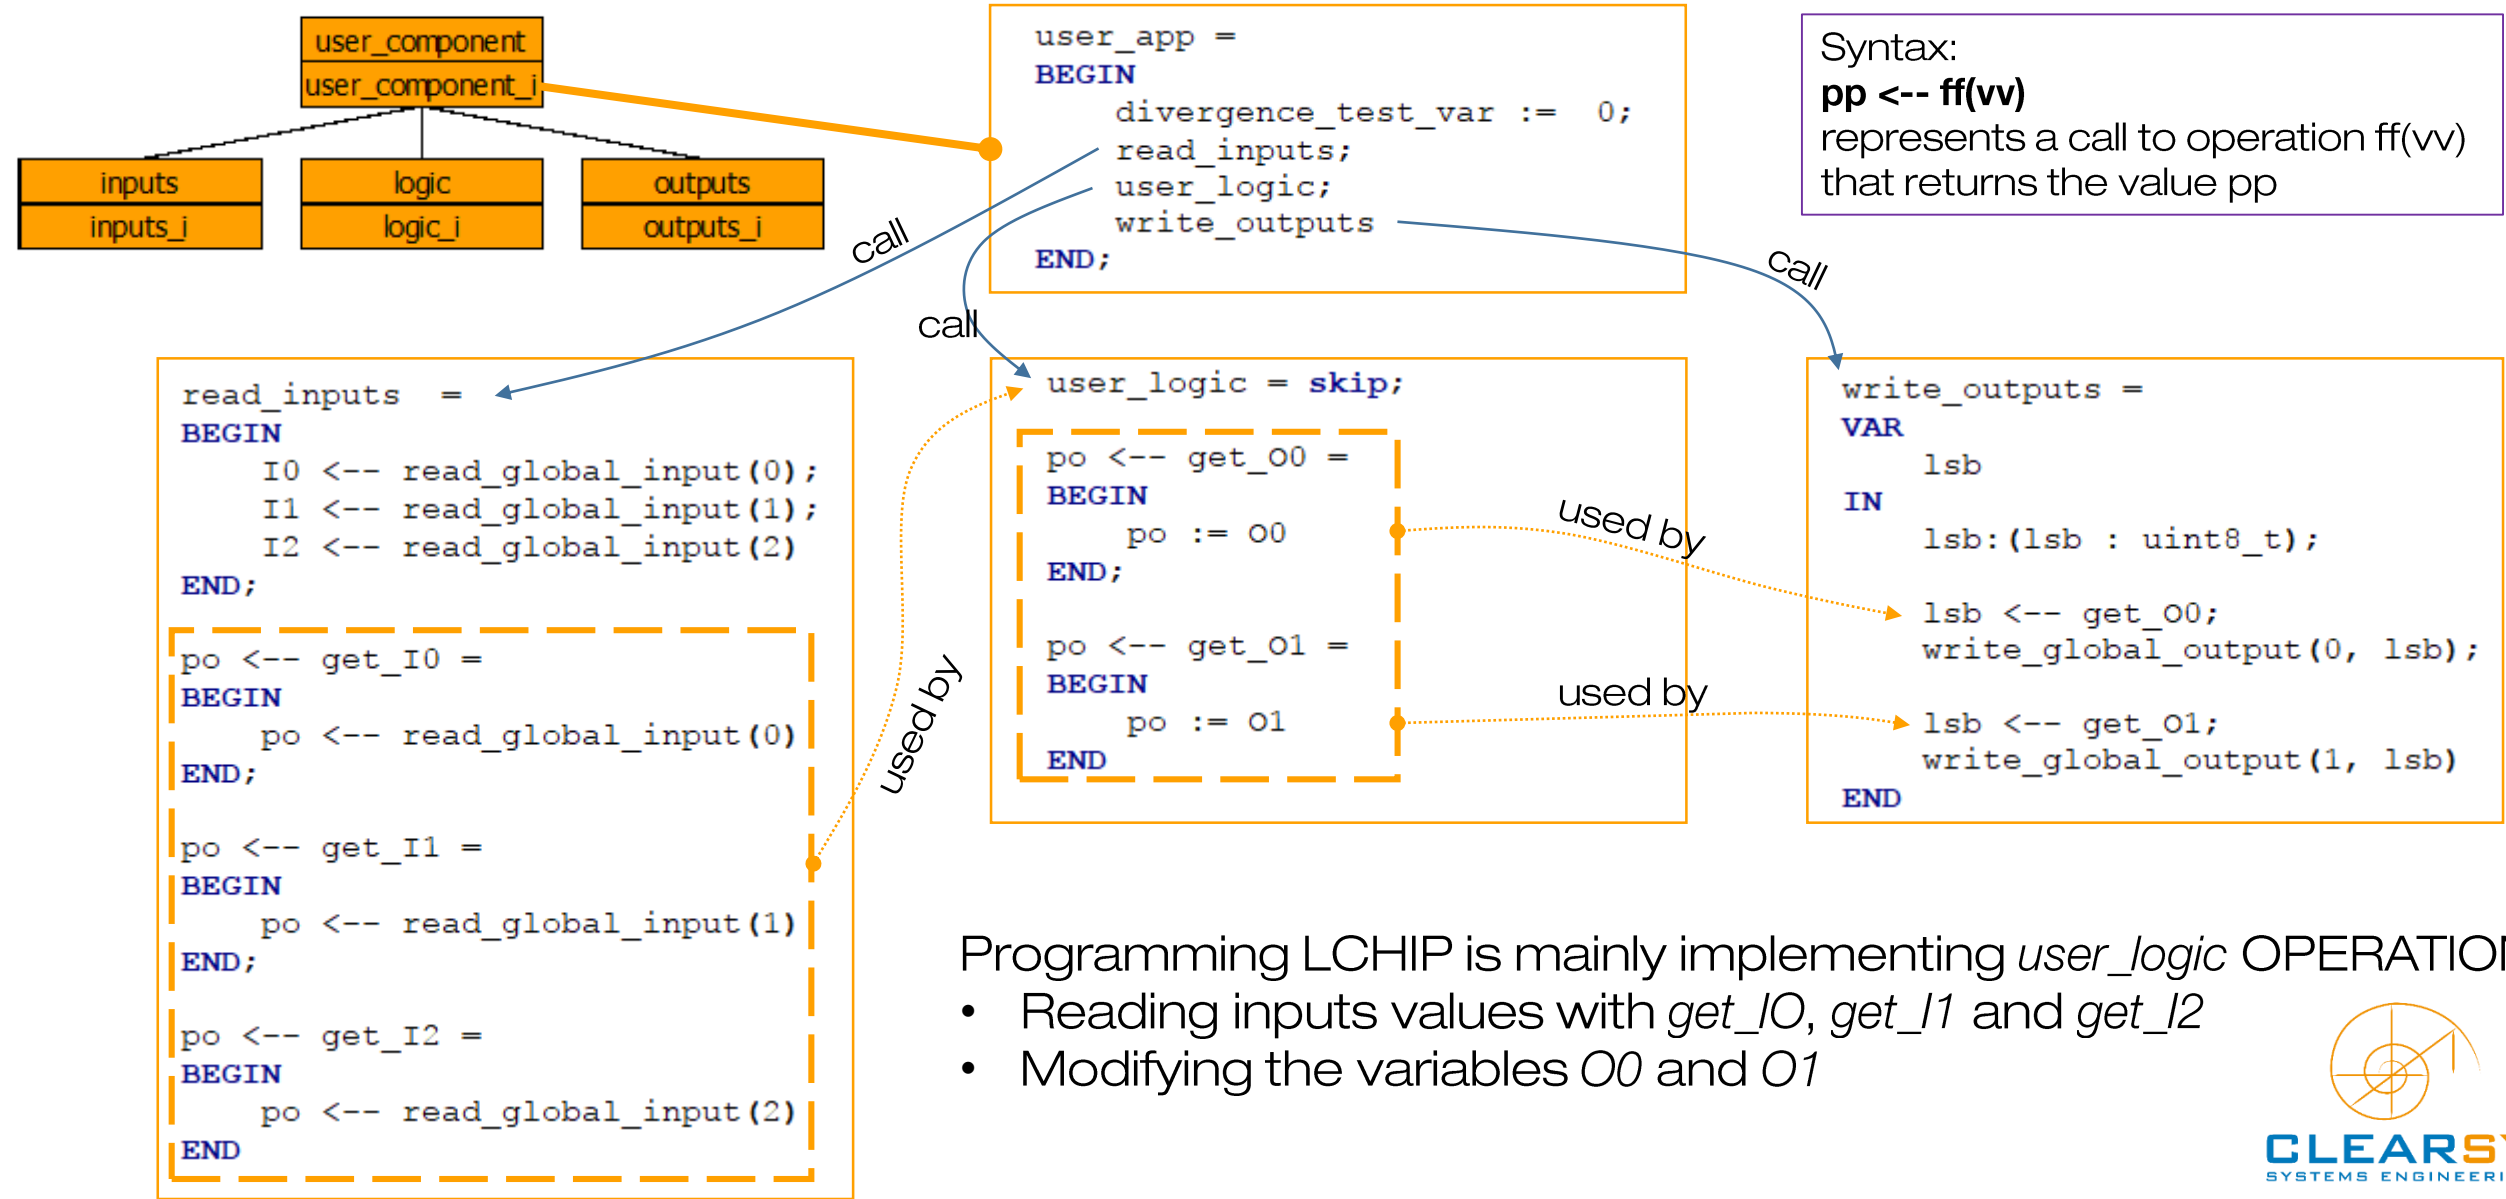 user_component
user_component_i
inputs
inputs_i
logic
logic_i
outputs
outputs_i
user_app =
BEGIN
divergence_test_var := 0;
read_inputs;
user_logic;
write_outputs
END;
Syntax:
pp <-- ff(vv)
represents a call to operation ff(vv)
that returns the value pp
call
call
call
read_inputs =
BEGIN
I0 <-- read_global_input(0);
I1 <-- read_global_input(1);
I2 <-- read_global_input(2)
END;
po <-- get_I0 =
BEGIN
po <-- read_global_input(0)
END;
po <-- get_I1 =
BEGIN
po <-- read_global_input(1)
END;
po <-- get_I2 =
BEGIN
po <-- read_global_input(2)
END
used by
user_logic = skip;
po <-- get_O0 =
BEGIN
po := O0
END;
po <-- get_O1 =
BEGIN
po := O1
END
used by
used by
write_outputs =
VAR
lsb
IN
lsb:(lsb : uint8_t);
lsb <-- get_O0;
write_global_output(0, lsb);
lsb <-- get_O1;
write_global_output(1, lsb)
END
Programming LCHIP is mainly implementing user_logic OPERATION
• Reading inputs values with get_I0, get_I1 and get_I2
• Modifying the variables O0 and O1
CLEARS
SYSTEMS ENGINEERI